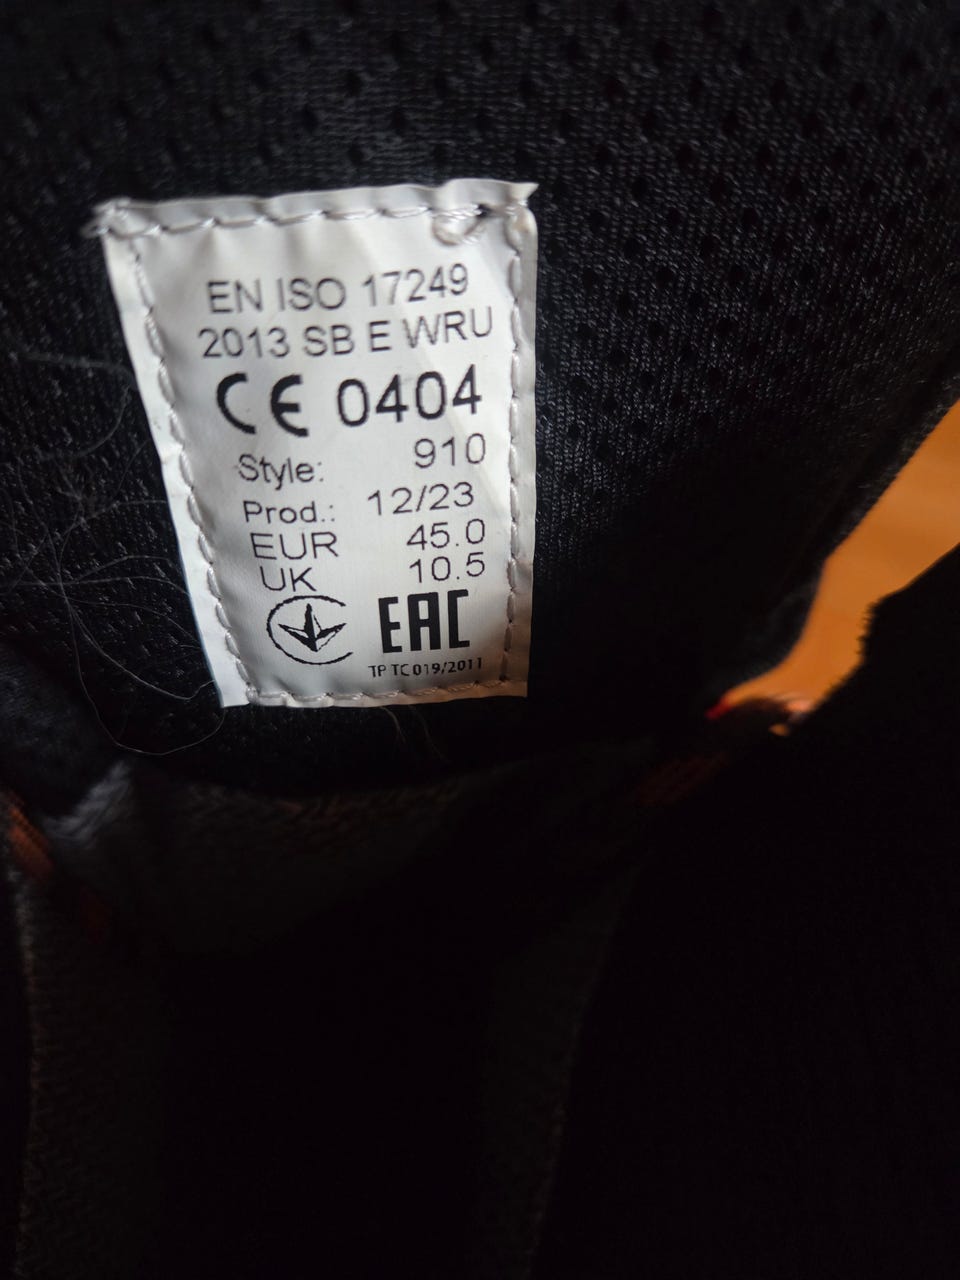 EN ISO 17249
2013 SB E WRU
CE 0404
Style: 910
Prod.: 12/23
EUR 45.0
UK 10.5
EAC
TP TC 019/2011